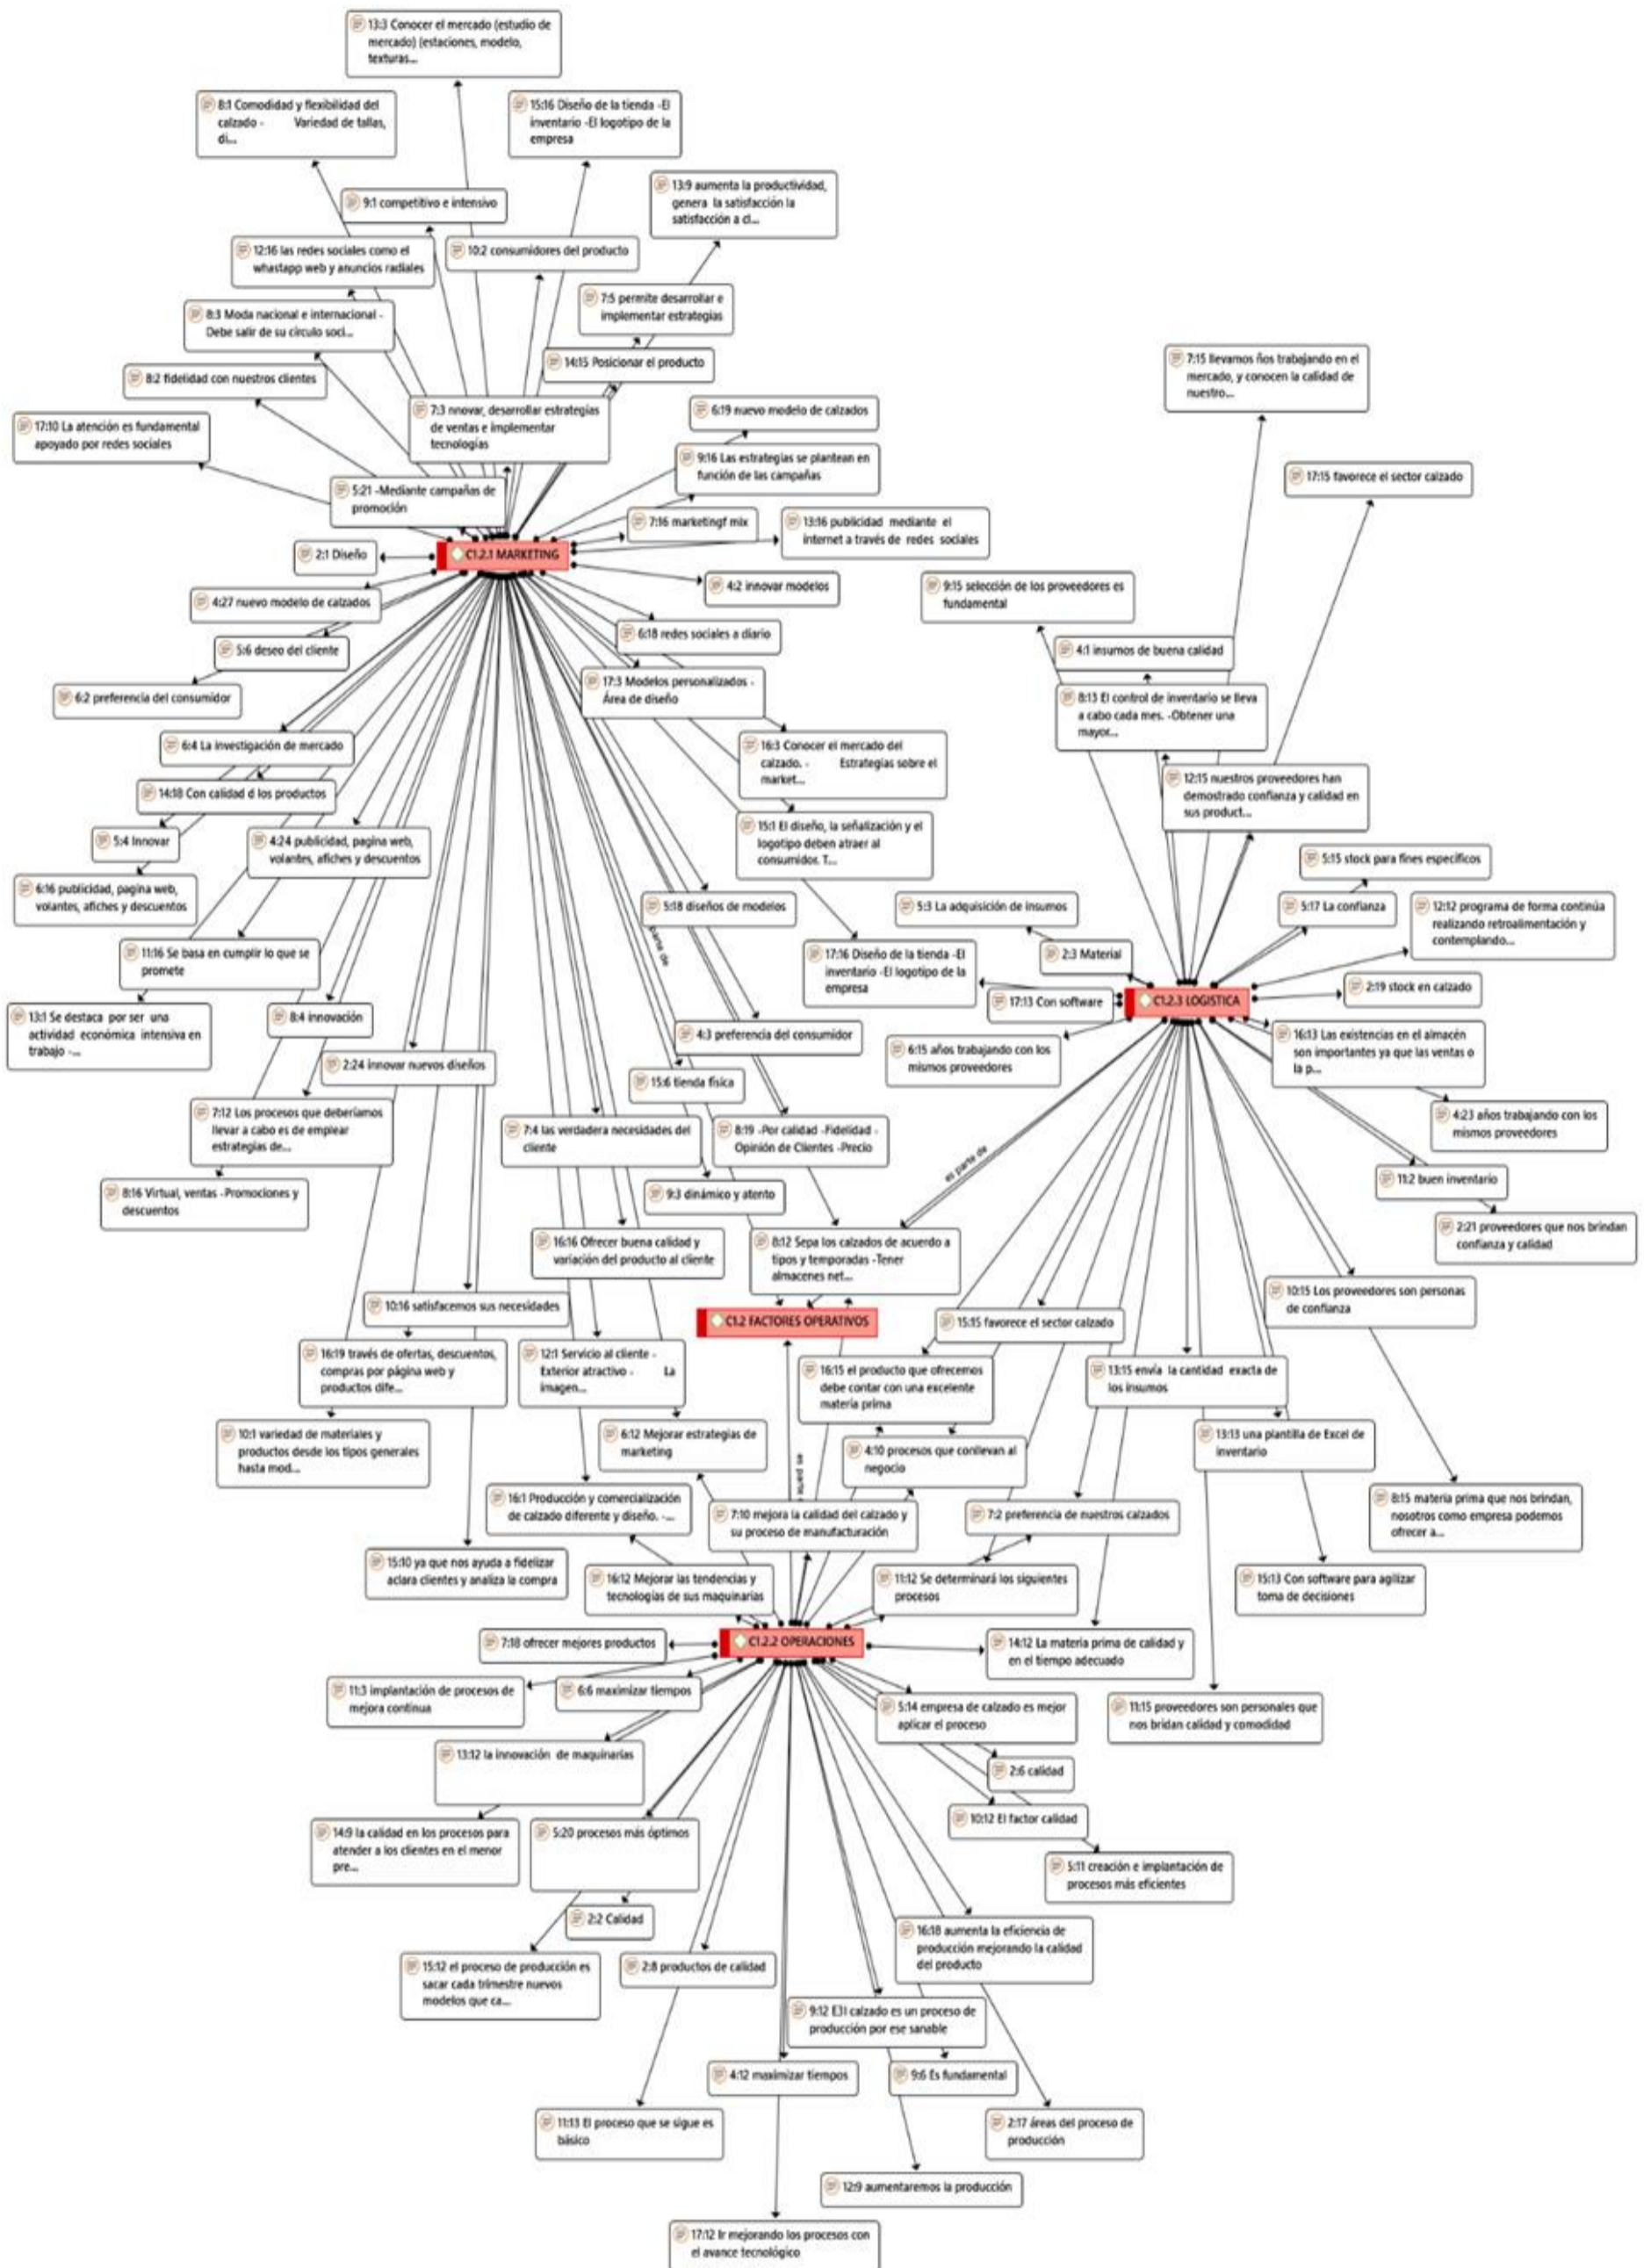 13:3 Conocer el mercado (estudio de
mercado) (estaciones, modelo,
texturas...
8:1 Comodidad y flexibilidad del
calzado - Variedad de tallas,
di...
15:16 Diseño de la tienda -El
inventario -El logotipo de la
empresa
13:9 aumenta la productividad,
genera la satisfacción la
satisfacción a cl...
9:1 competitivo e intensivo
12:16 las redes sociales como el
whastapp web y anuncios radiales
10:2 consumidores del producto
7:5 permite desarrollar e
implementar estrategias
8:3 Moda nacional e internacional -
Debe salir de su círculo soci...
14:15 Posicionar el producto
8:2 fidelidad con nuestros clientes
7:3 nnovar, desarrollar estrategias
de ventas e implementar
tecnologías
6:19 nuevo modelo de calzados
17:10 La atención es fundamental
apoyado por redes sociales
9:16 Las estrategias se plantean en
función de las campañas
5:21 -Mediante campañas de
promoción
7:16 marketingf mix
13:16 publicidad mediante el
internet a través de redes sociales
2:1 Diseño
C1.2.1 MARKETING
4:2 innovar modelos
4:27 nuevo modelo de calzados
6:18 redes sociales a diario
5:6 deseo del cliente
17:3 Modelos personalizados -
Área de diseño
6:2 preferencia del consumidor
6:4 La investigación de mercado
16:3 Conocer el mercado del
calzado. - Estrategias sobre el
market...
14:18 Con calidad d los productos
5:4 Innovar
4:24 publicidad, pagina web,
volantes, afiches y descuentos
15:1 El diseño, la señalización y el
logotipo deben atraer al
consumidor. T...
6:16 publicidad, pagina web,
volantes, afiches y descuentos
5:18 diseños de modelos
parte de
11:16 Se basa en cumplir lo que se
promete
17:16 Diseño de la tienda -El
inventario -El logotipo de la
empresa
13:1 Se destaca por ser una
actividad económica intensiva en
trabajo -...
8:4 innovación
4:3 preferencia del consumidor
2:24 innovar nuevos diseños
15:6 tienda física
7:12 Los procesos que deberíamos
llevar a cabo es de emplear
estrategias de...
7:4 las verdadera necesidades del
cliente
8:19 -Por calidad -Fidelidad -
Opinión de Clientes -Precio
8:16 Virtual, ventas -Promociones y
descuentos
9:3 dinámico y atento
16:16 Ofrecer buena calidad y
variación del producto al cliente
8:12 Sepa los calzados de acuerdo a
tipos y temporadas -Tener
almacenes net...
10:16 satisfacemos sus necesidades
C1.2 FACTORES OPERATIVOS
16:19 través de ofertas, descuentos,
compras por página web y
productos dife...
12:1 Servicio al cliente -
Exterior atractivo - La
imagen...
10:1 variedad de materiales y
productos desde los tipos generales
hasta mod...
6:12 Mejorar estrategias de
marketing
16:1 Producción y comercialización
de calzado diferente y diseño. -...
15:10 ya que nos ayuda a fidelizar
aclara clientes y analiza la compra
7:15 llevamos ños trabajando en el
mercado, y conocen la calidad de
nuestro...
17:15 favorece el sector calzado
9:15 selección de los proveedores es
fundamental
4:1 insumos de buena calidad
8:13 El control de inventario se lleva
a cabo cada mes. -Obtener una
mayor...
12:15 nuestros proveedores han
demostrado confianza y calidad en
sus product...
5:15 stock para fines específicos
5:3 La adquisición de insumos
5:17 La confianza
12:12 programa de forma continúa
realizando retroalimentación y
contemplando...
2:3 Material
2:19 stock en calzado
17:13 Con software
C1.2.3 LOGISTICA
6:15 años trabajando con los
mismos proveedores
16:13 Las existencias en el almacén
son importantes ya que las ventas o
la p...
4:23 años trabajando con los
mismos proveedores
es parte de
11:2 buen inventario
2:21 proveedores que nos brindan
confianza y calidad
10:15 Los proveedores son personas
de confianza
15:15 favorece el sector calzado
16:15 el producto que ofrecemos
debe contar con una excelente
materia prima
13:15 envía la cantidad exacta de
los insumos
13:13 una plantilla de Excel de
inventario
4:10 procesos que conllevan al
negocio
es parte
8:15 materia prima que nos brindan,
nosotros como empresa podemos
ofrecer a...
7:10 mejora la calidad del calzado y
su proceso de manufacturación
7:2 preferencia de nuestros calzados
16:12 Mejorar las tendencias y
tecnologías de sus maquinarias
11:12 Se determinará los siguientes
procesos
15:13 Con software para agilizar
toma de decisiones
7:18 ofrecer mejores productos
C1.2.2 OPERACIONES
14:12 La materia prima de calidad y
en el tiempo adecuado
11:3 implantación de procesos de
mejora continua
6:6 maximizar tiempos
5:14 empresa de calzado es mejor
aplicar el proceso
11:15 proveedores son personales que
nos bridan calidad y comodidad
13:12 la innovación de maquinarias
2:6 calidad
10:12 El factor calidad
14:9 la calidad en los procesos para
atender a los clientes en el menor
pre...
5:20 procesos más óptimos
5:11 creación e implantación de
procesos más eficientes
2:2 Calidad
16:18 aumenta la eficiencia de
producción mejorando la calidad
del producto
15:12 el proceso de producción es
sacar cada trimestre nuevos
modelos que ca...
2:8 productos de calidad
9:12 E3l calzado es un proceso de
producción por ese sanable
4:12 maximizar tiempos
9:6 Es fundamental
11:13 El proceso que se sigue es
básico
2:17 áreas del proceso de
producción
12:9 aumentaremos la producción
17:12 Ir mejorando los procesos con
el avance tecnológico